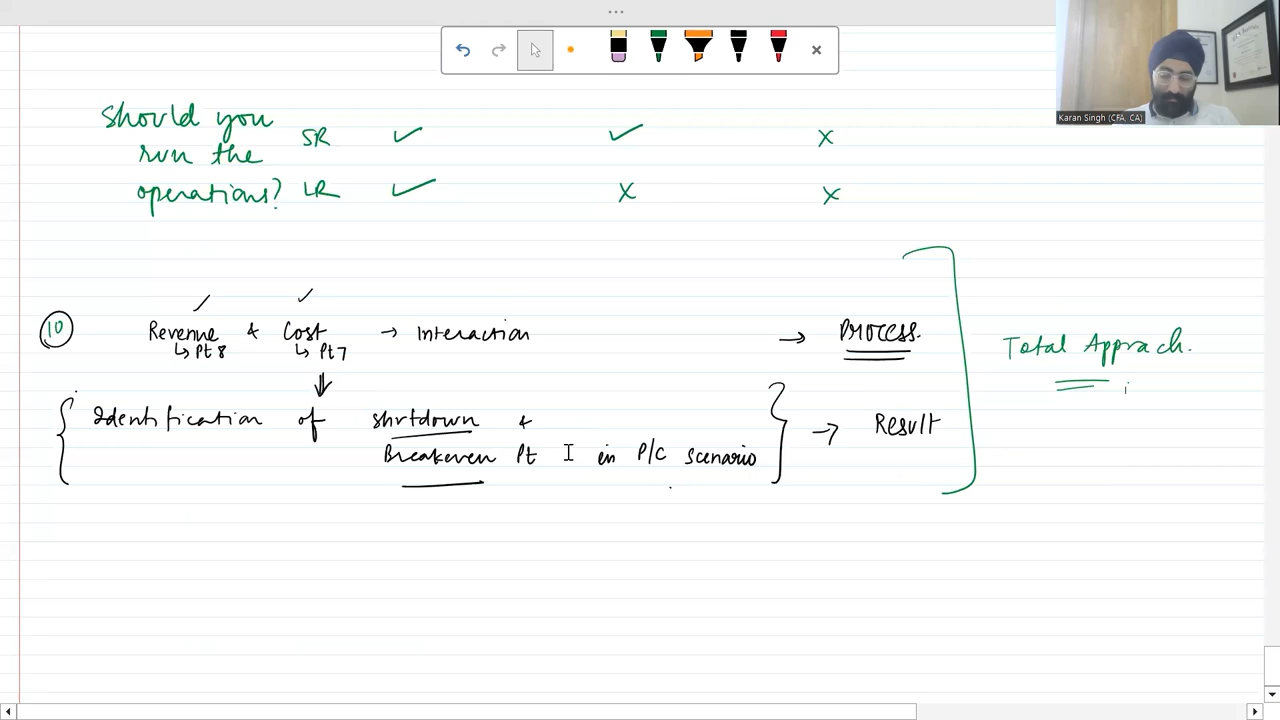 Should you
run the
operations?
SR ✓ ✓ x
LR ✓ x x
10 Revenue & Cost → Interaction → PROCESS.
↳ Pt 8 ↳ Pt 7
Identification of Shutdown &
Breakeven Pt in P/C scenario → Result
Total Apprach.
Karan Singh (CFA, CA)